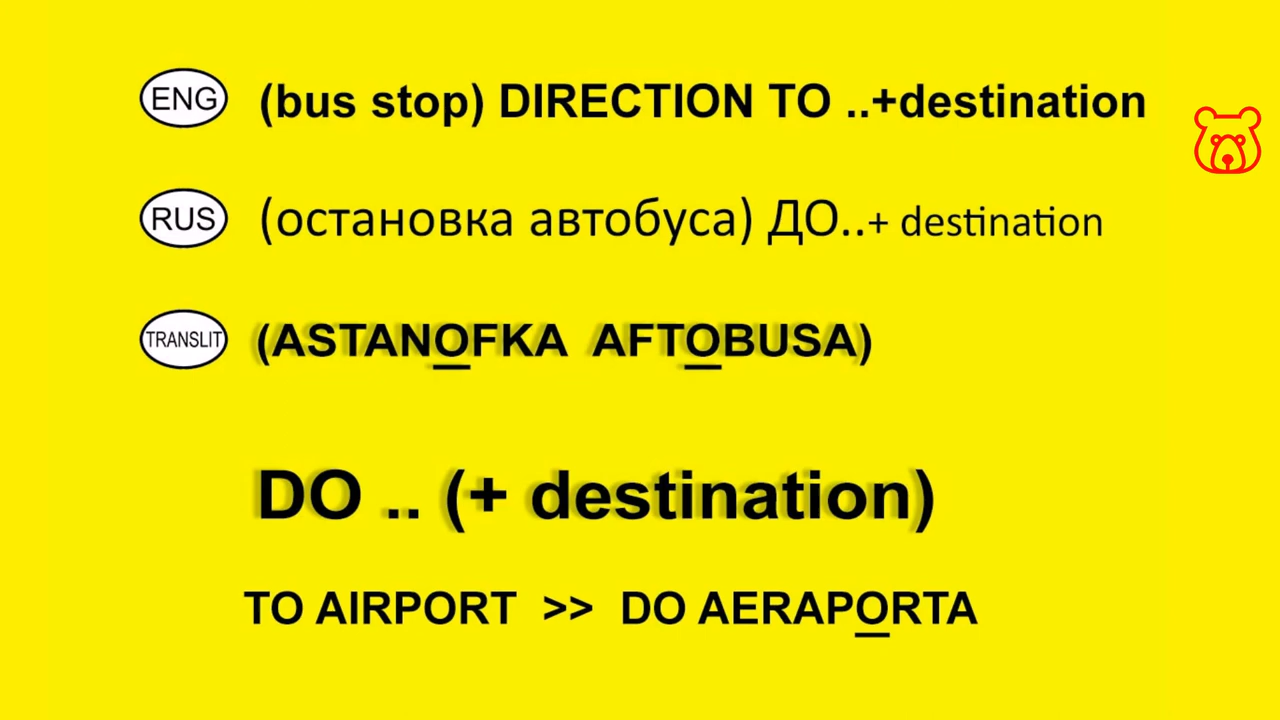 ENG (bus stop) DIRECTION TO ..+destination
RUS (остановка автобуса) ДО..+ destination
TRANSLIT (ASTANOFKA AFTOBUSA)
DO .. (+ destination)
TO AIRPORT >> DO AERAPORTA